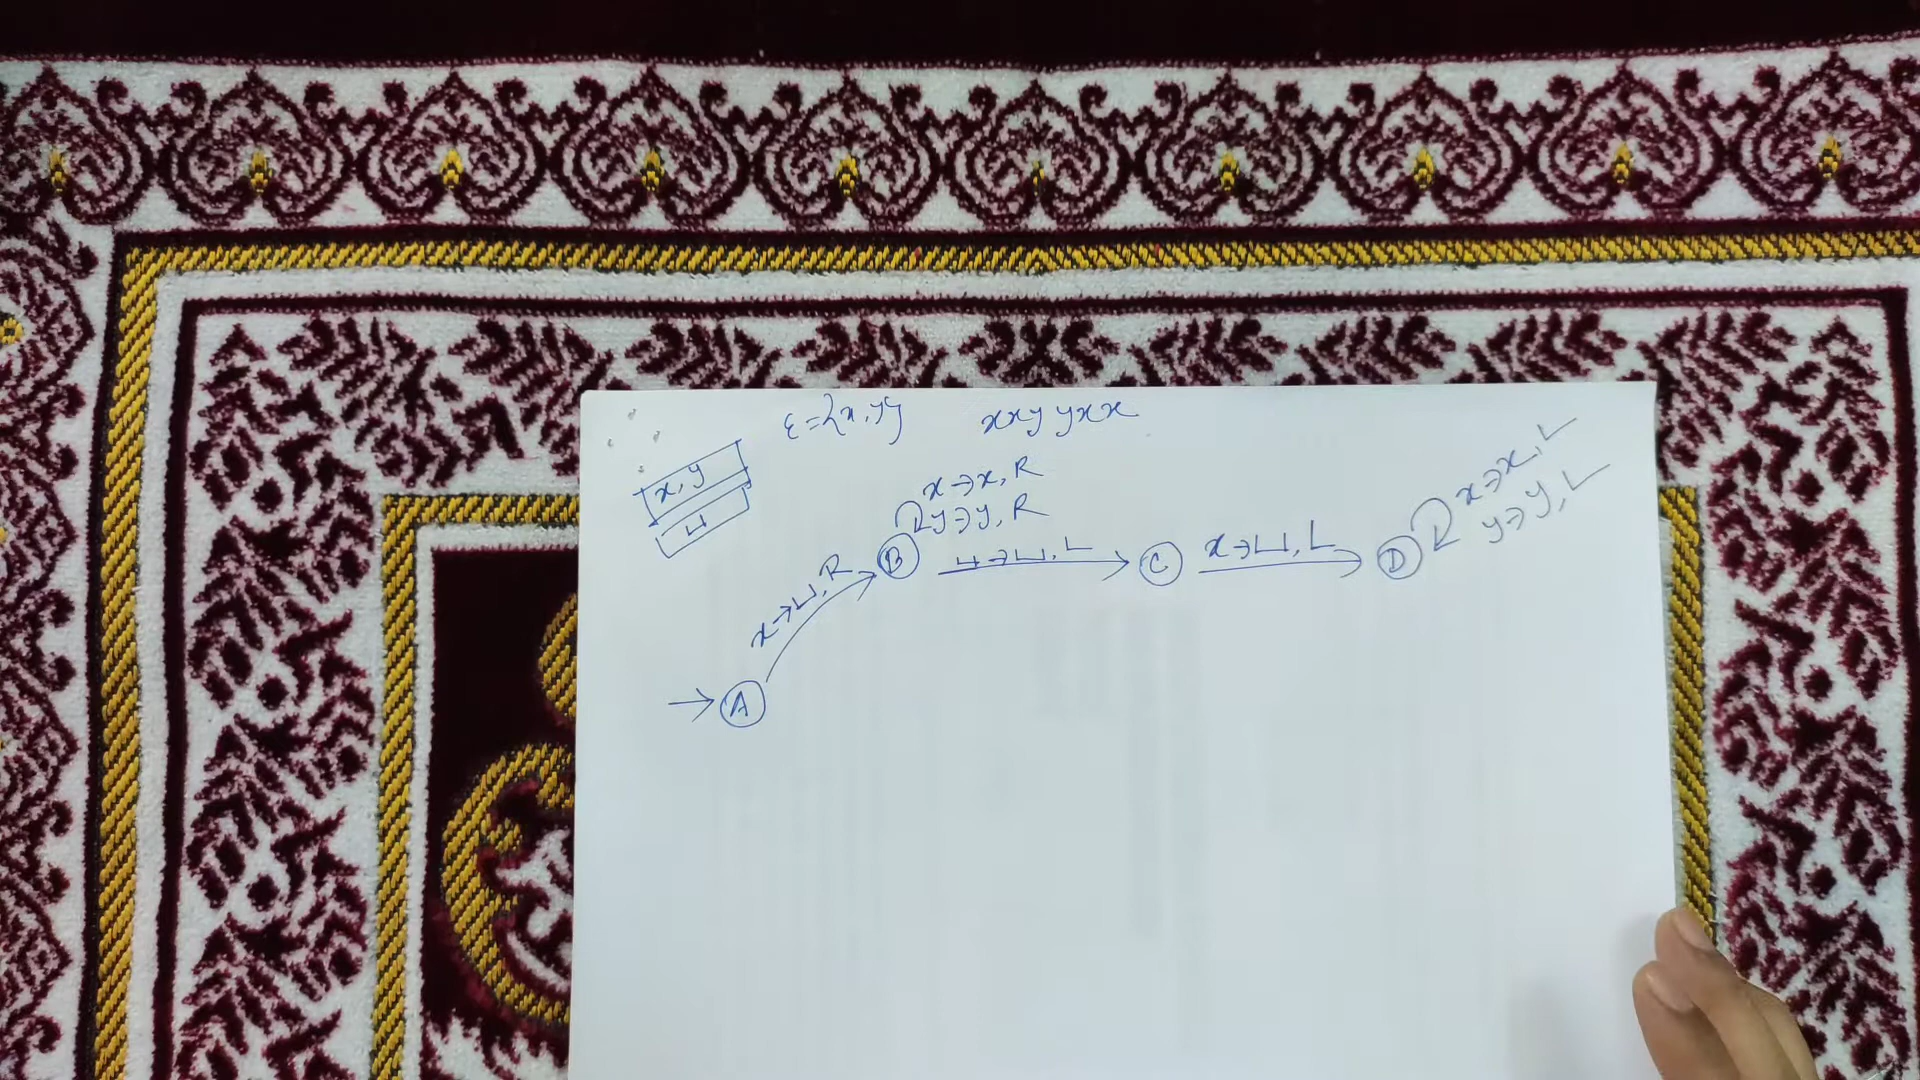 ε = {x, y}
xxyyxx
x, y
⊔
x → x, R
y → y, R
x → x, L
y → y, L
x → ⊔, R
B
⊔ → ⊔, L
C
x → ⊔, L
D
→ A